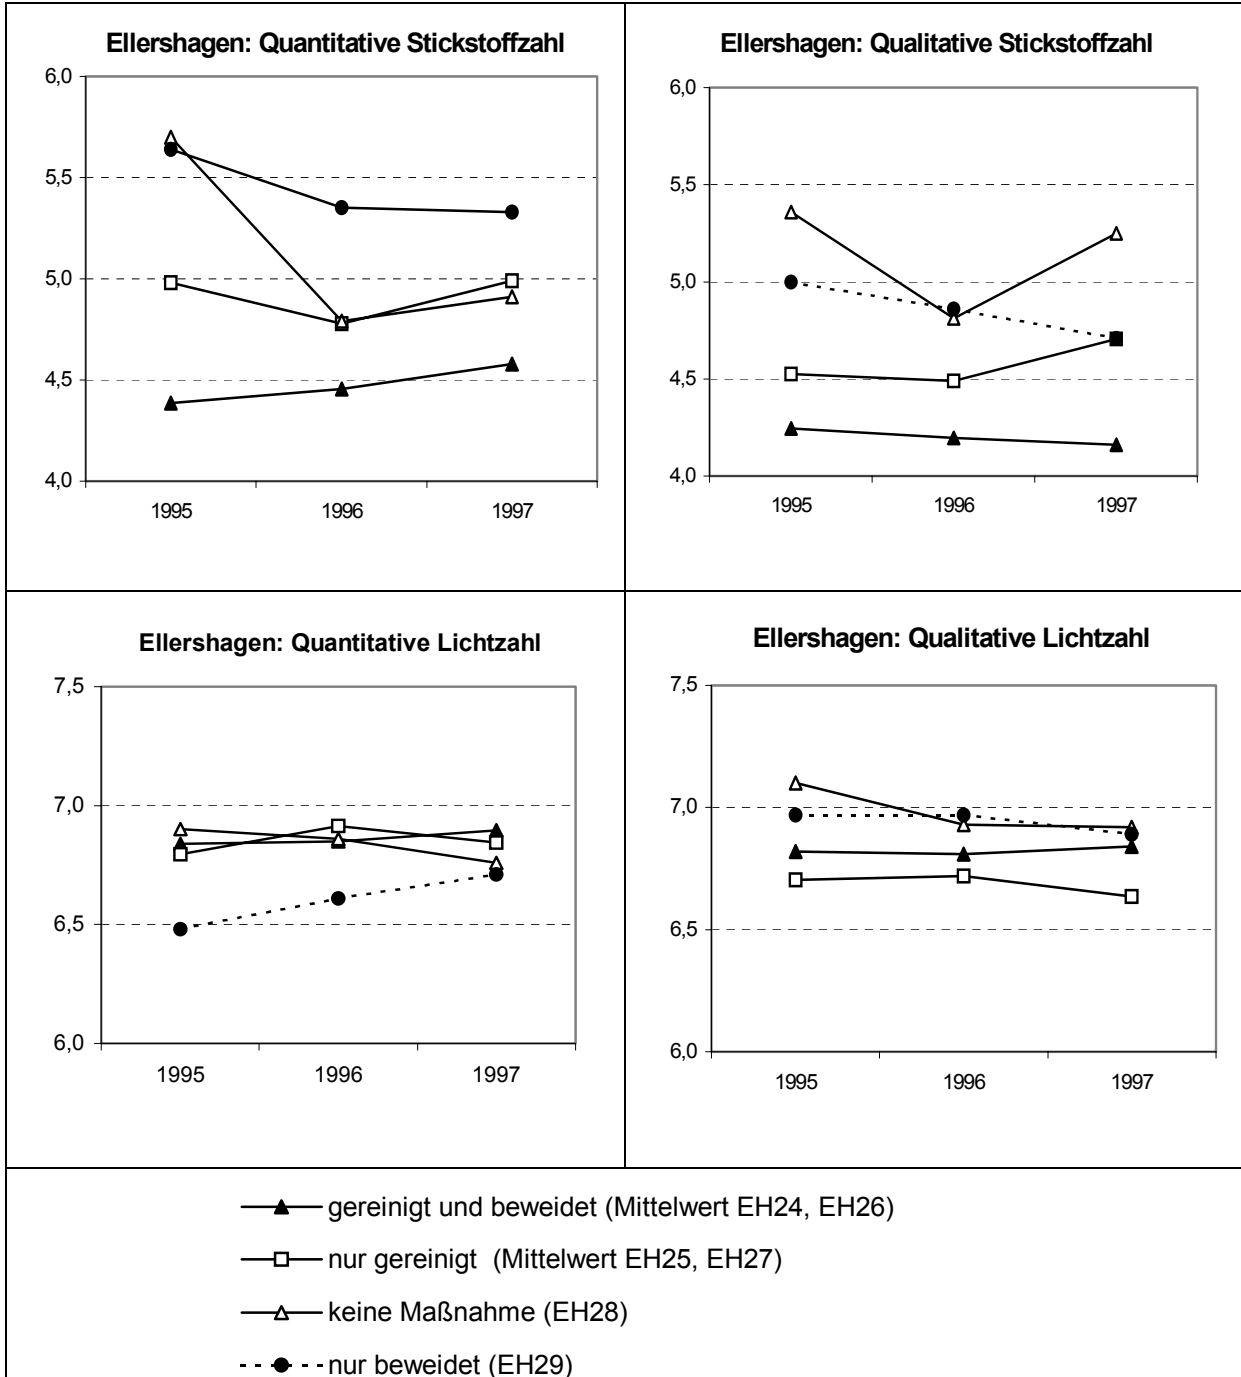 Ellershagen: Quantitative Stickstoffzahl
6,0
5,5
5,0
4,5
4,0
1995 1996 1997
Ellershagen: Qualitative Stickstoffzahl
6,0
5,5
5,0
4,5
4,0
1995 1996 1997
Ellershagen: Quantitative Lichtzahl
7,5
7,0
6,5
6,0
1995 1996 1997
Ellershagen: Qualitative Lichtzahl
7,5
7,0
6,5
6,0
1995 1996 1997
gereinigt und beweidet (Mittelwert EH24, EH26)
nur gereinigt (Mittelwert EH25, EH27)
keine Maßnahme (EH28)
nur beweidet (EH29)